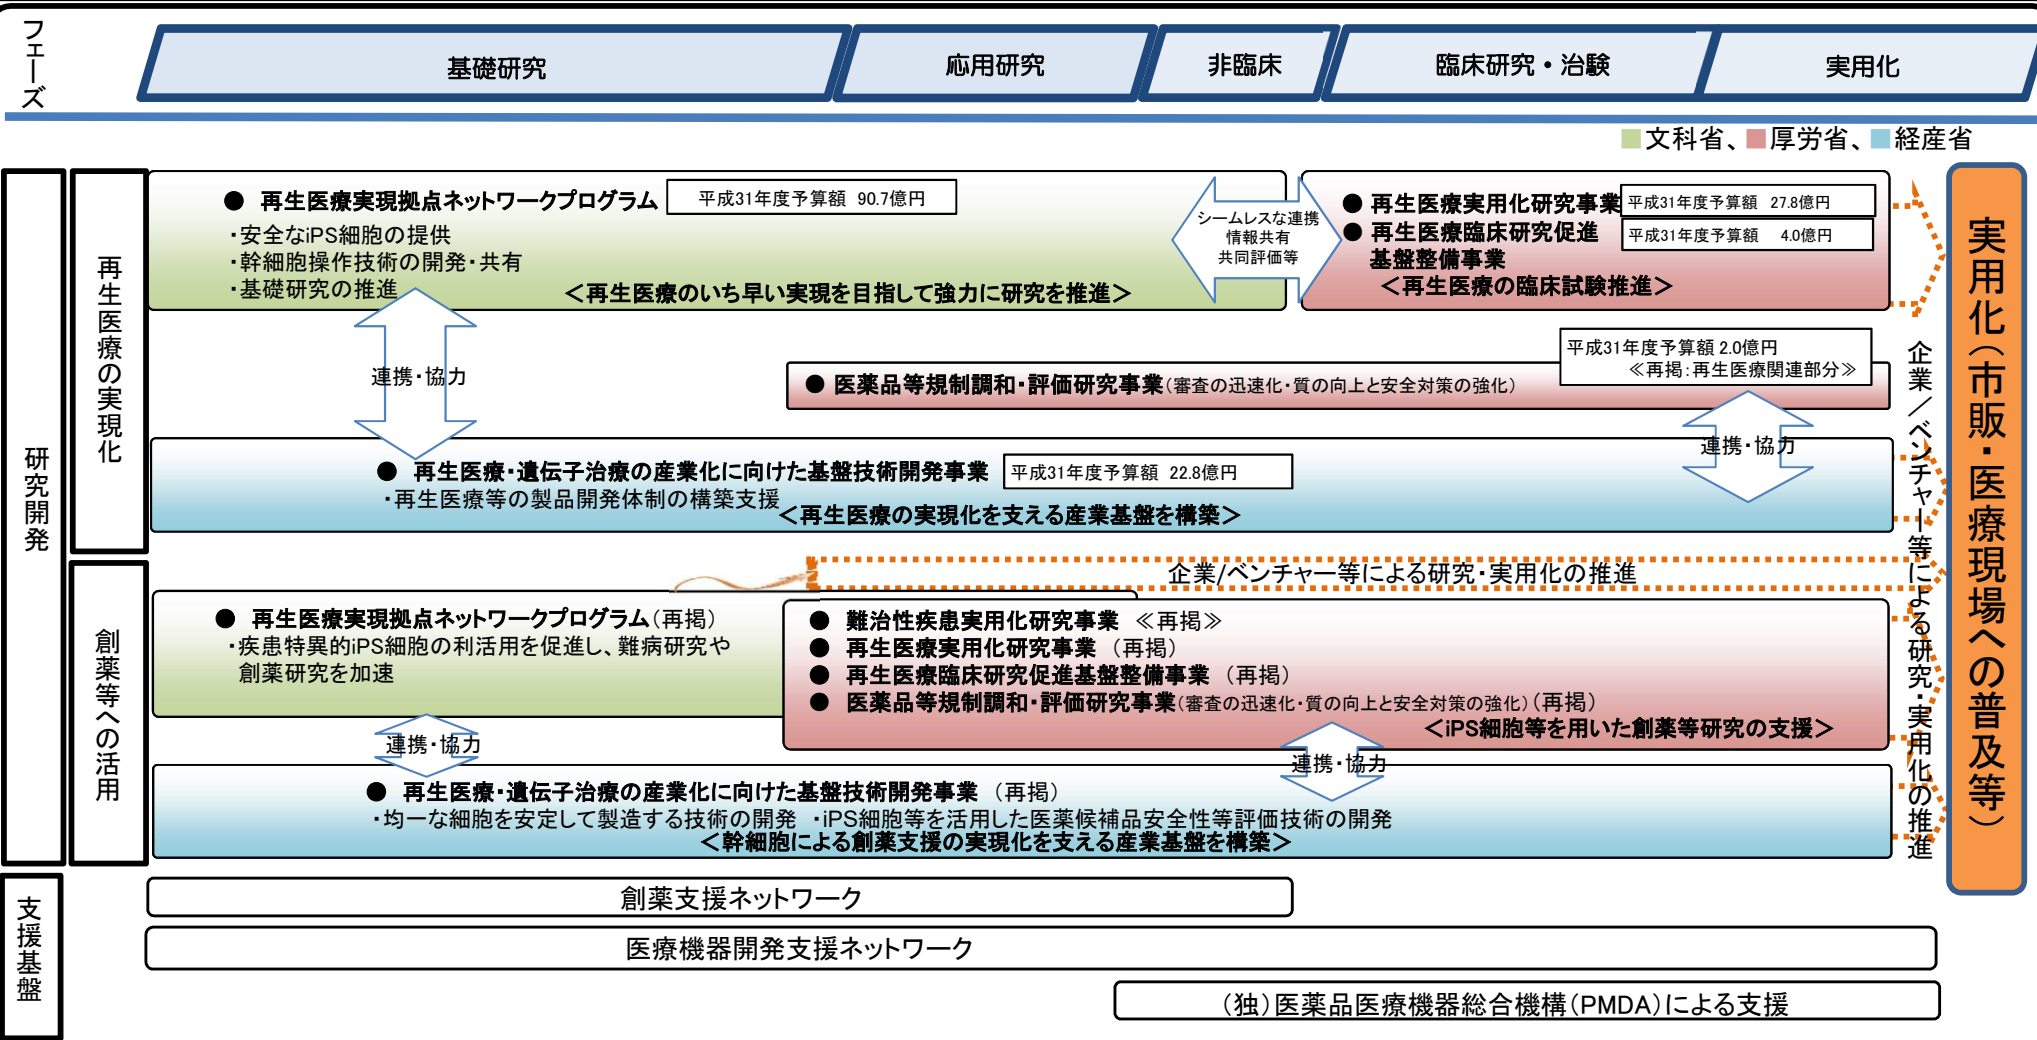 フェーズ
基礎研究
応用研究
非臨床
臨床研究・治験
実用化
■文科省、■厚労省、■経産省
研究開発
再生医療の実現化
● 再生医療実現拠点ネットワークプログラム
平成31年度予算額 90.7億円
・安全なiPS細胞の提供
・幹細胞操作技術の開発・共有
・基礎研究の推進
＜再生医療のいち早い実現を目指して強力に研究を推進＞
シームレスな連携
情報共有
共同評価等
● 再生医療実用化研究事業
平成31年度予算額 27.8億円
● 再生医療臨床研究促進
基盤整備事業
平成31年度予算額 4.0億円
＜再生医療の臨床試験推進＞
連携・協力
平成31年度予算額 2.0億円
≪再掲：再生医療関連部分≫
● 医薬品等規制調和・評価研究事業（審査の迅速化・質の向上と安全対策の強化）
連携・協力
● 再生医療・遺伝子治療の産業化に向けた基盤技術開発事業
平成31年度予算額 22.8億円
・再生医療等の製品開発体制の構築支援
＜再生医療の実現化を支える産業基盤を構築＞
企業/ベンチャー等による研究・実用化の推進
創薬等への活用
● 再生医療実現拠点ネットワークプログラム（再掲）
・疾患特異的iPS細胞の利活用を促進し、難病研究や
創薬研究を加速
● 難治性疾患実用化研究事業 ≪再掲≫
● 再生医療実用化研究事業 （再掲）
● 再生医療臨床研究促進基盤整備事業 （再掲）
● 医薬品等規制調和・評価研究事業（審査の迅速化・質の向上と安全対策の強化）（再掲）
＜iPS細胞等を用いた創薬等研究の支援＞
連携・協力
連携・協力
● 再生医療・遺伝子治療の産業化に向けた基盤技術開発事業 （再掲）
・均一な細胞を安定して製造する技術の開発 ・iPS細胞等を活用した医薬候補品安全性等評価技術の開発
＜幹細胞による創薬支援の実現化を支える産業基盤を構築＞
企業／ベンチャー等による研究・実用化の推進
実用化（市販・医療現場への普及等）
支援基盤
創薬支援ネットワーク
医療機器開発支援ネットワーク
（独）医薬品医療機器総合機構（PMDA）による支援